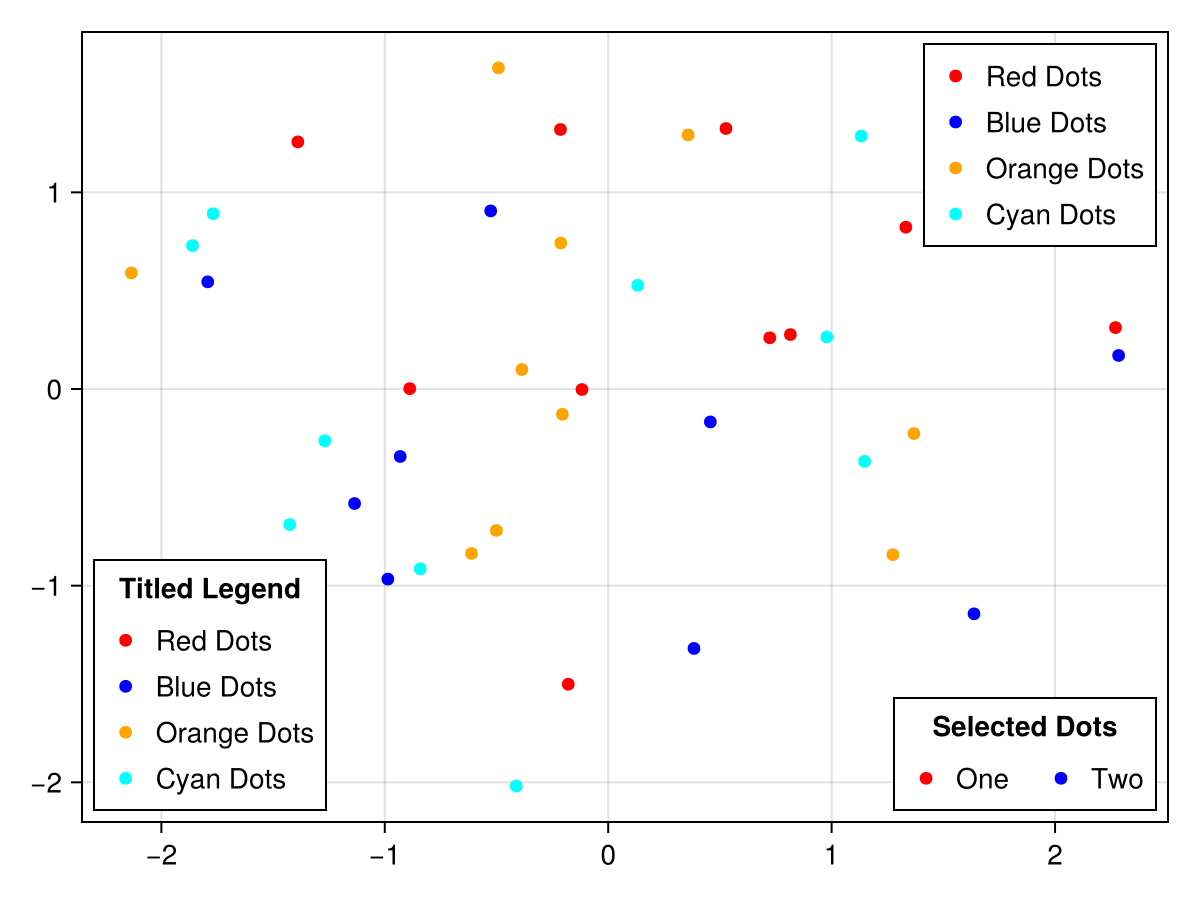 Red Dots
Blue Dots
Orange Dots
Cyan Dots
1
0
−1
−2
Titled Legend
Red Dots
Blue Dots
Orange Dots
Cyan Dots
Selected Dots
One Two
−2 −1 0 1 2